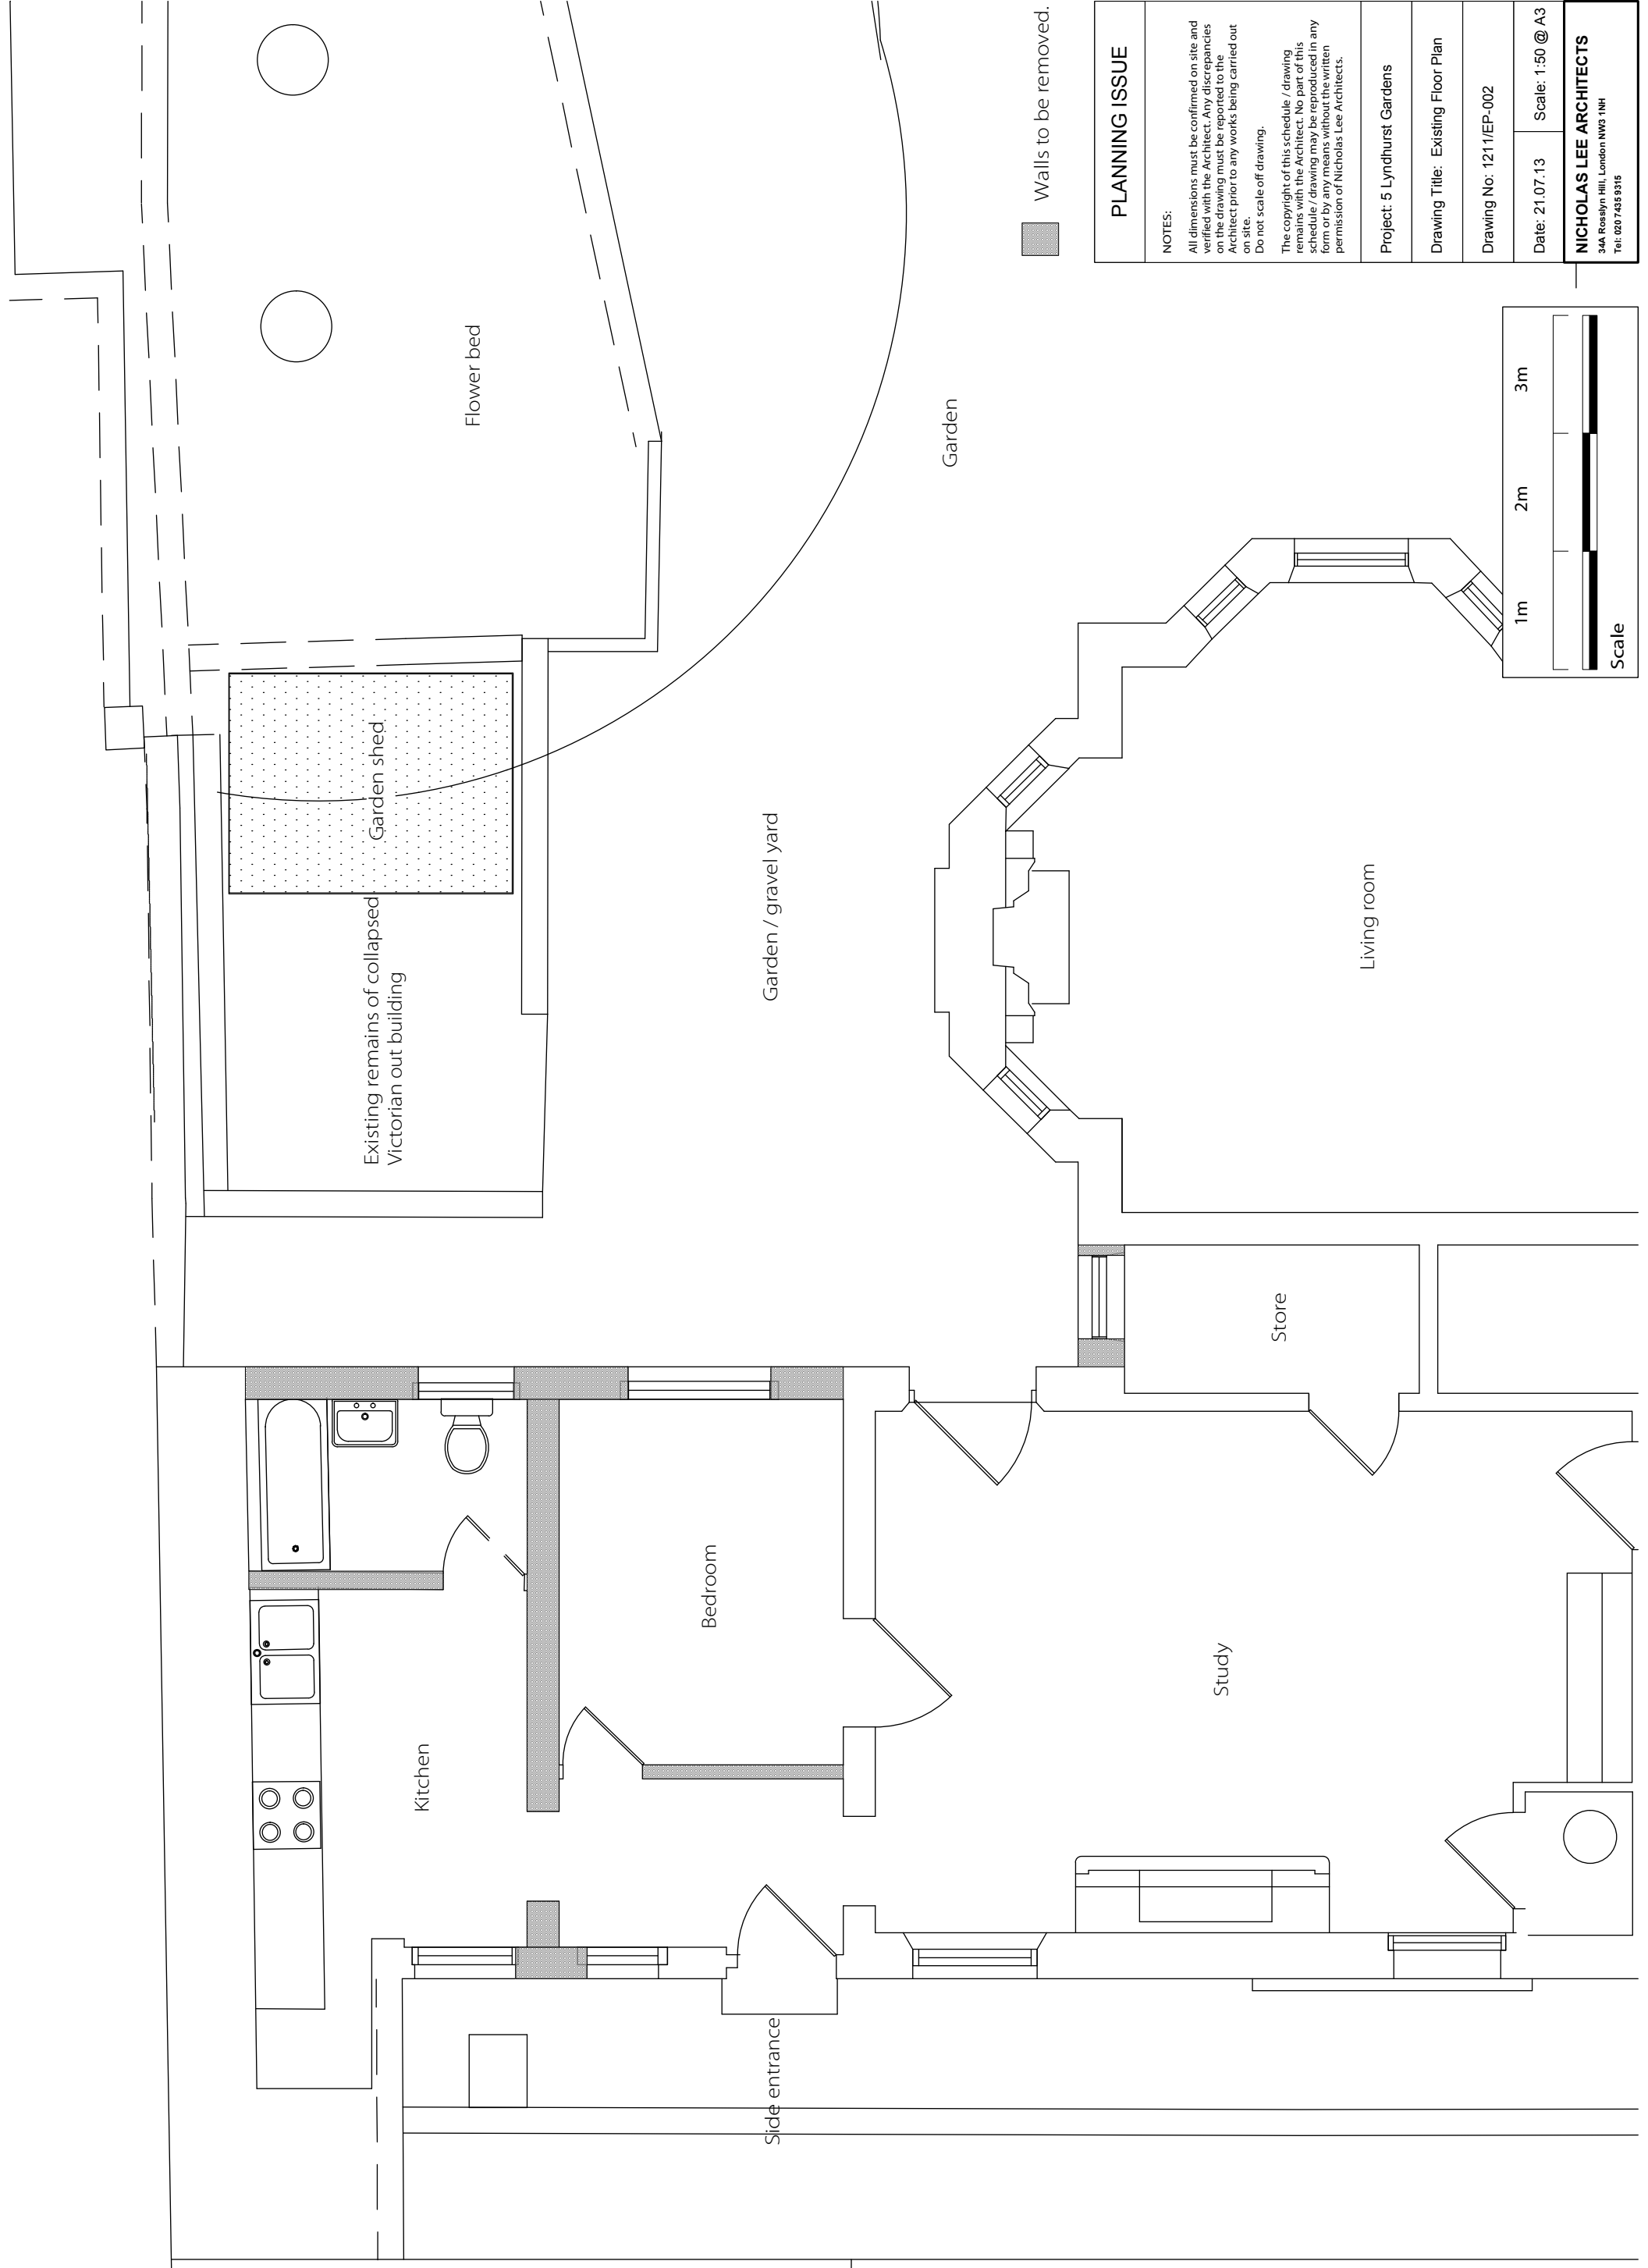 Flower bed
Garden shed
Existing remains of collapsed
Victorian out building
Garden / gravel yard
Garden
Living room
Kitchen
Bedroom
Store
Study
Side entrance
Walls to be removed.
PLANNING ISSUE
NOTES:
All dimensions must be confirmed on site and
verified with the Architect. Any discrepancies
on the drawing must be reported to the
Architect prior to any works being carried out
on site.
Do not scale off drawing.
The copyright of this schedule / drawing
remains with the Architect. No part of this
schedule / drawing may be reproduced in any
form or by any means without the written
permission of Nicholas Lee Architects.
Project: 5 Lyndhurst Gardens
Drawing Title: Existing Floor Plan
Drawing No: 1211/EP-002
Date: 21.07.13
Scale: 1:50 @ A3
NICHOLAS LEE ARCHITECTS
34A Rosslyn Hill, London NW3 1NH
Tel: 020 7435 9315
1m 2m 3m
Scale